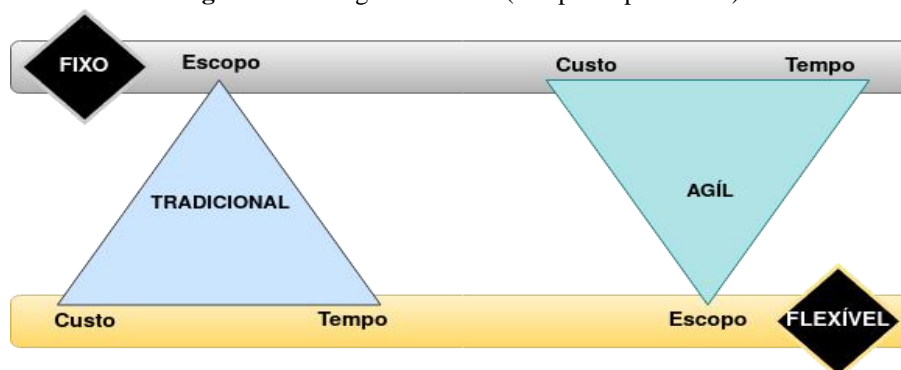 FIXO
Escopo
Custo
Tempo
TRADICIONAL
AGÍL
Custo
Tempo
Escopo
FLEXÍVEL